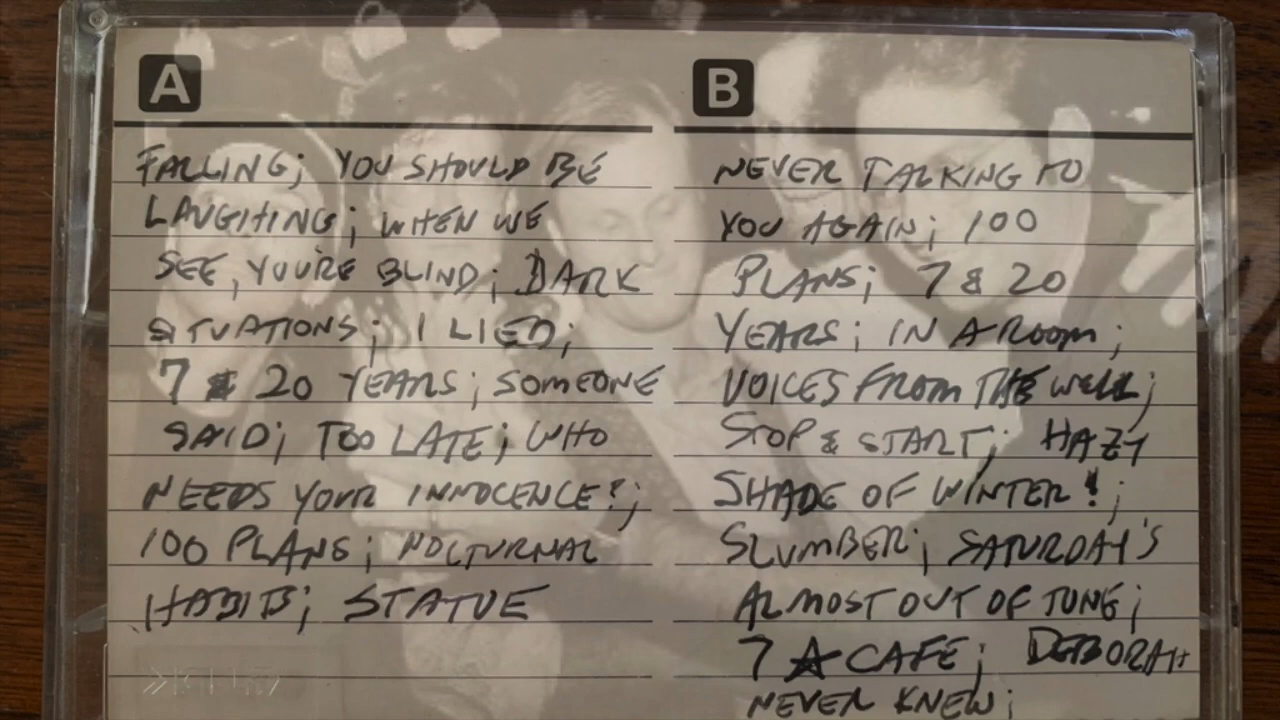 A
FALLING; YOU SHOULD BE
LAUGHING; WHEN WE
SEE, YOU'RE BLIND; DARK
SITUATIONS; I LIED;
7 & 20 YEARS; SOMEONE
SAID; TOO LATE; WHO
NEEDS YOUR INNOCENCE?;
100 PLANS; NOCTURNAL
HABITS; STATUE
B
NEVER TALKING TO
YOU AGAIN; 100
PLANS; 7 & 20
YEARS; IN A ROOM;
VOICES FROM THE WELL;
STOP & START; HAZY
SHADE OF WINTER!;
SLUMBER; SATURDAY'S
ALMOST OUT OF TUNE;
7 ☆ CAFE; DEBORAH
NEVER KNEW;